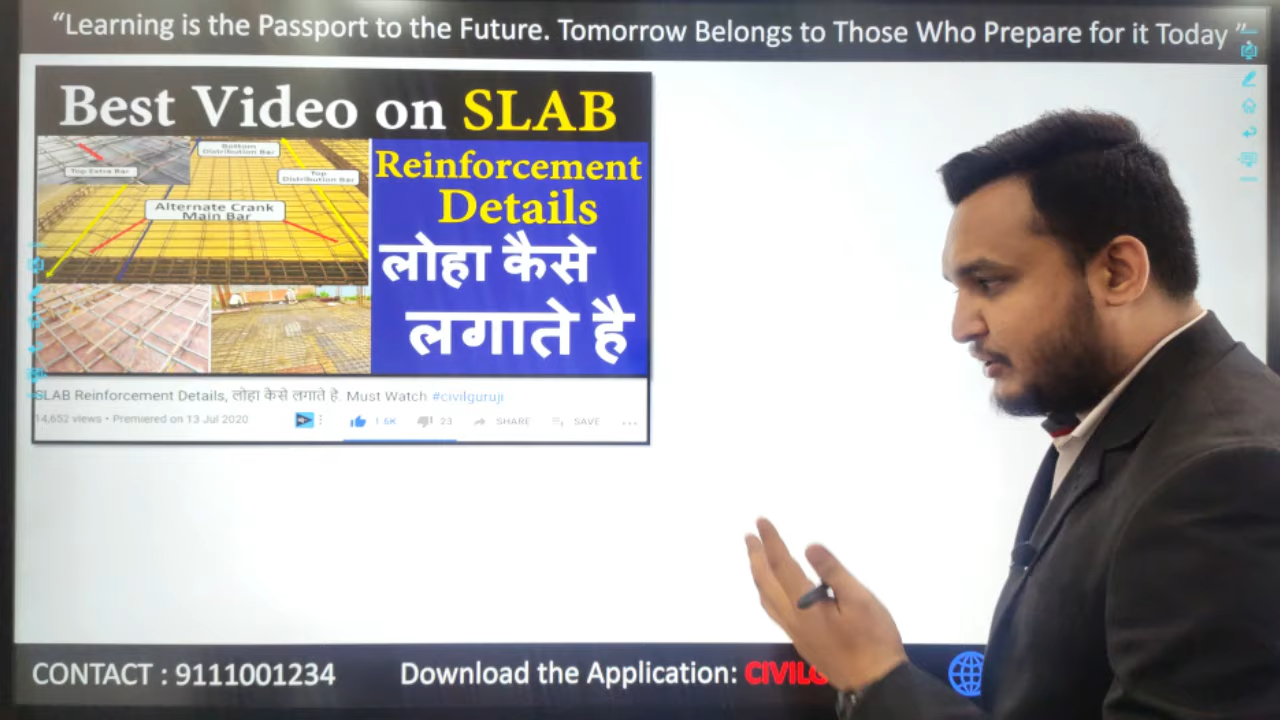 “Learning is the Passport to the Future. Tomorrow Belongs to Those Who Prepare for it Today ”
Best Video on SLAB
Bottom
Distribution Bar
Top Extra Bar
Top
Distribution Bar
Alternate Crank
Main Bar
Reinforcement
Details
लोहा कैसे
लगाते है
SLAB Reinforcement Details, लोहा कैसे लगाते है. Must Watch #civilguruji
14,652 views • Premiered on 13 Jul 2020
1.6K
23
SHARE
SAVE
CONTACT : 9111001234
Download the Application: